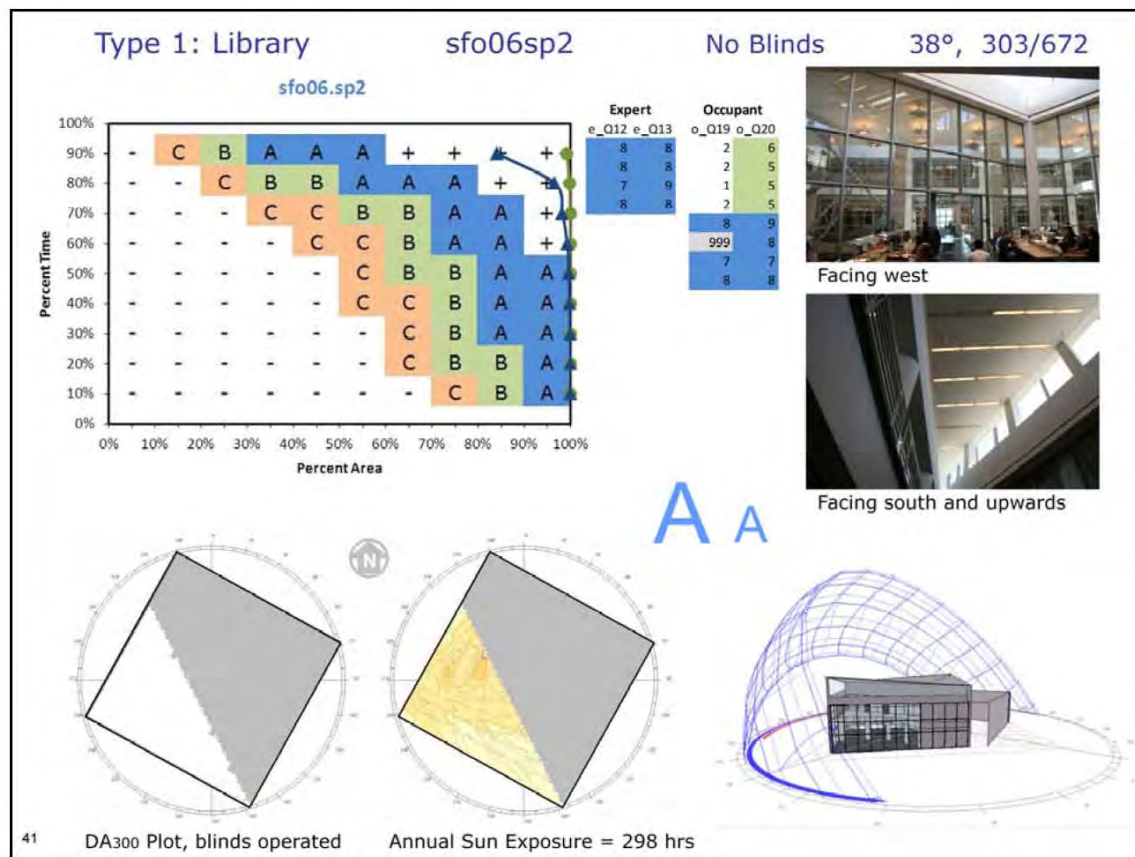 Type 1: Library sfo06sp2 No Blinds 38°, 303/672
sfo06.sp2
Percent Time
100%
90% - C B A A A + + + +
80% - - C B B A A A + +
70% - - - C C B B A A +
60% - - - - C C B A A +
50% - - - - - C B B A A
40% - - - - - C C B A A
30% - - - - - - C B A A
20% - - - - - - C B B A
10% - - - - - - - C B A
0%
0% 10% 20% 30% 40% 50% 60% 70% 80% 90% 100%
Percent Area
Expert Occupant
e_Q12 e_Q13 o_Q19 o_Q20
8 8 2 6
8 8 2 5
7 9 1 5
8 8 2 5
8 9
999 8
7 7
8 8
Facing west
Facing south and upwards
A A
N
DA300 Plot, blinds operated
Annual Sun Exposure = 298 hrs
41